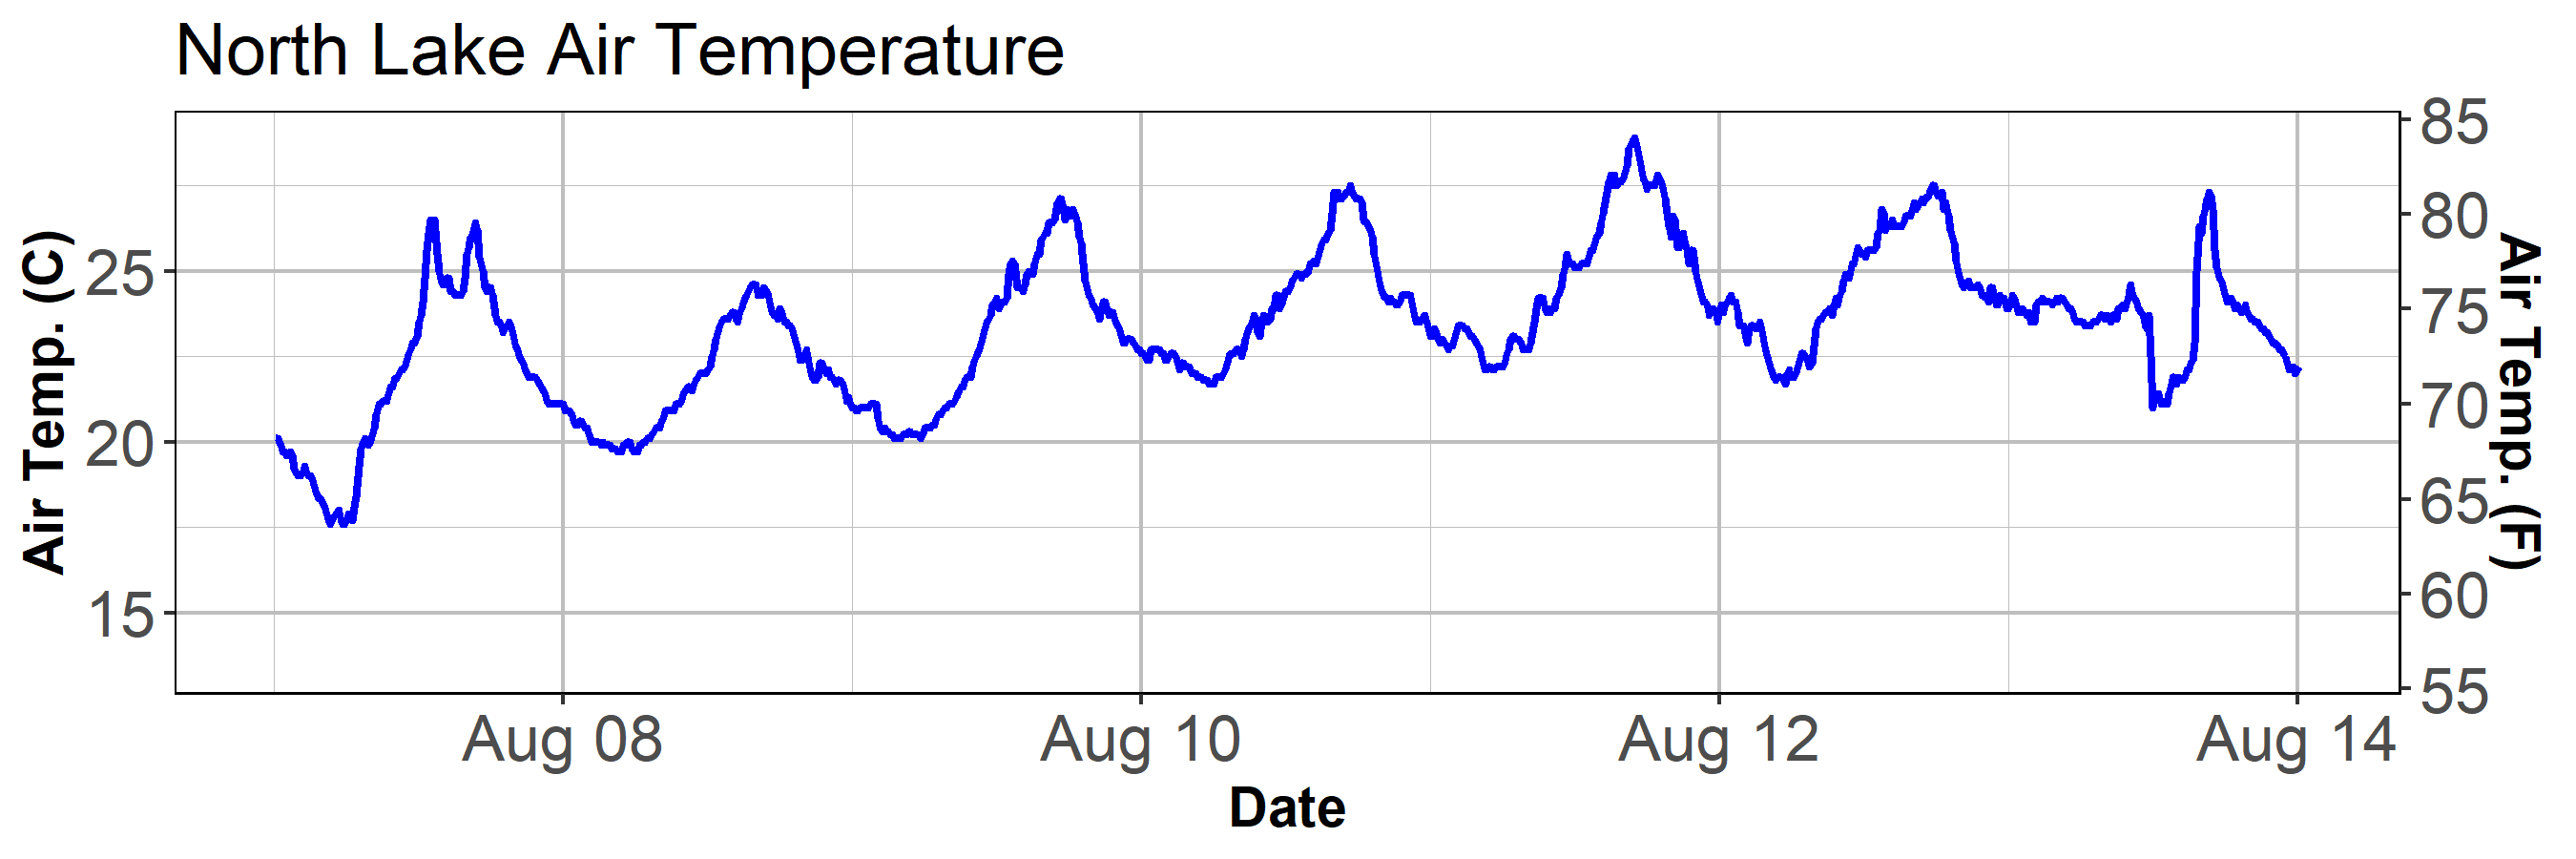 North Lake Air Temperature
Air Temp. (C)
25
20
15
85
80
75
70
65
60
55
Air Temp. (F)
Aug 08
Aug 10
Aug 12
Aug 14
Date